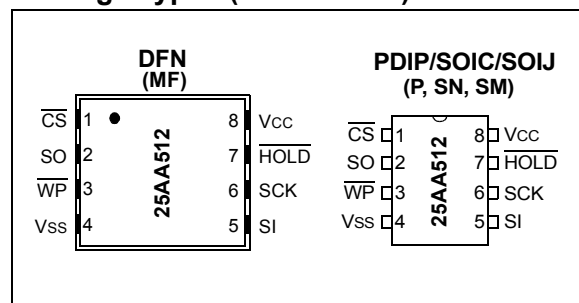 DFN
(MF)
CS 1 8 VCC
SO 2 7 HOLD
WP 3 6 SCK
VSS 4 5 SI
25AA512
PDIP/SOIC/SOIJ
(P, SN, SM)
CS 1 8 VCC
SO 2 7 HOLD
WP 3 6 SCK
VSS 4 5 SI
25AA512